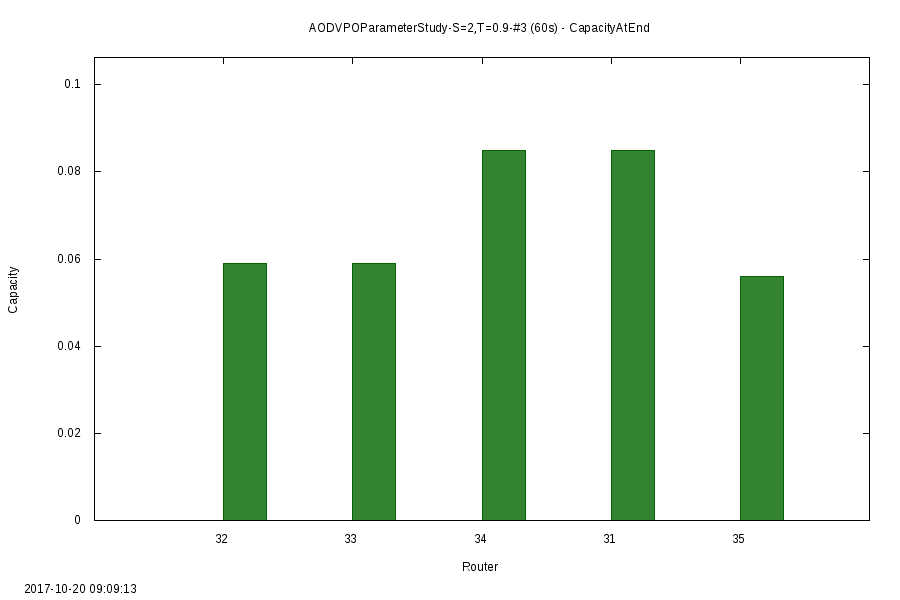 AODVPOParameterStudy-S=2,T=0.9-#3 (60s) - CapacityAtEnd
0.1
0.08
0.06
0.04
0.02
0
Capacity
32 33 34 31 35
Router
2017-10-20 09:09:13